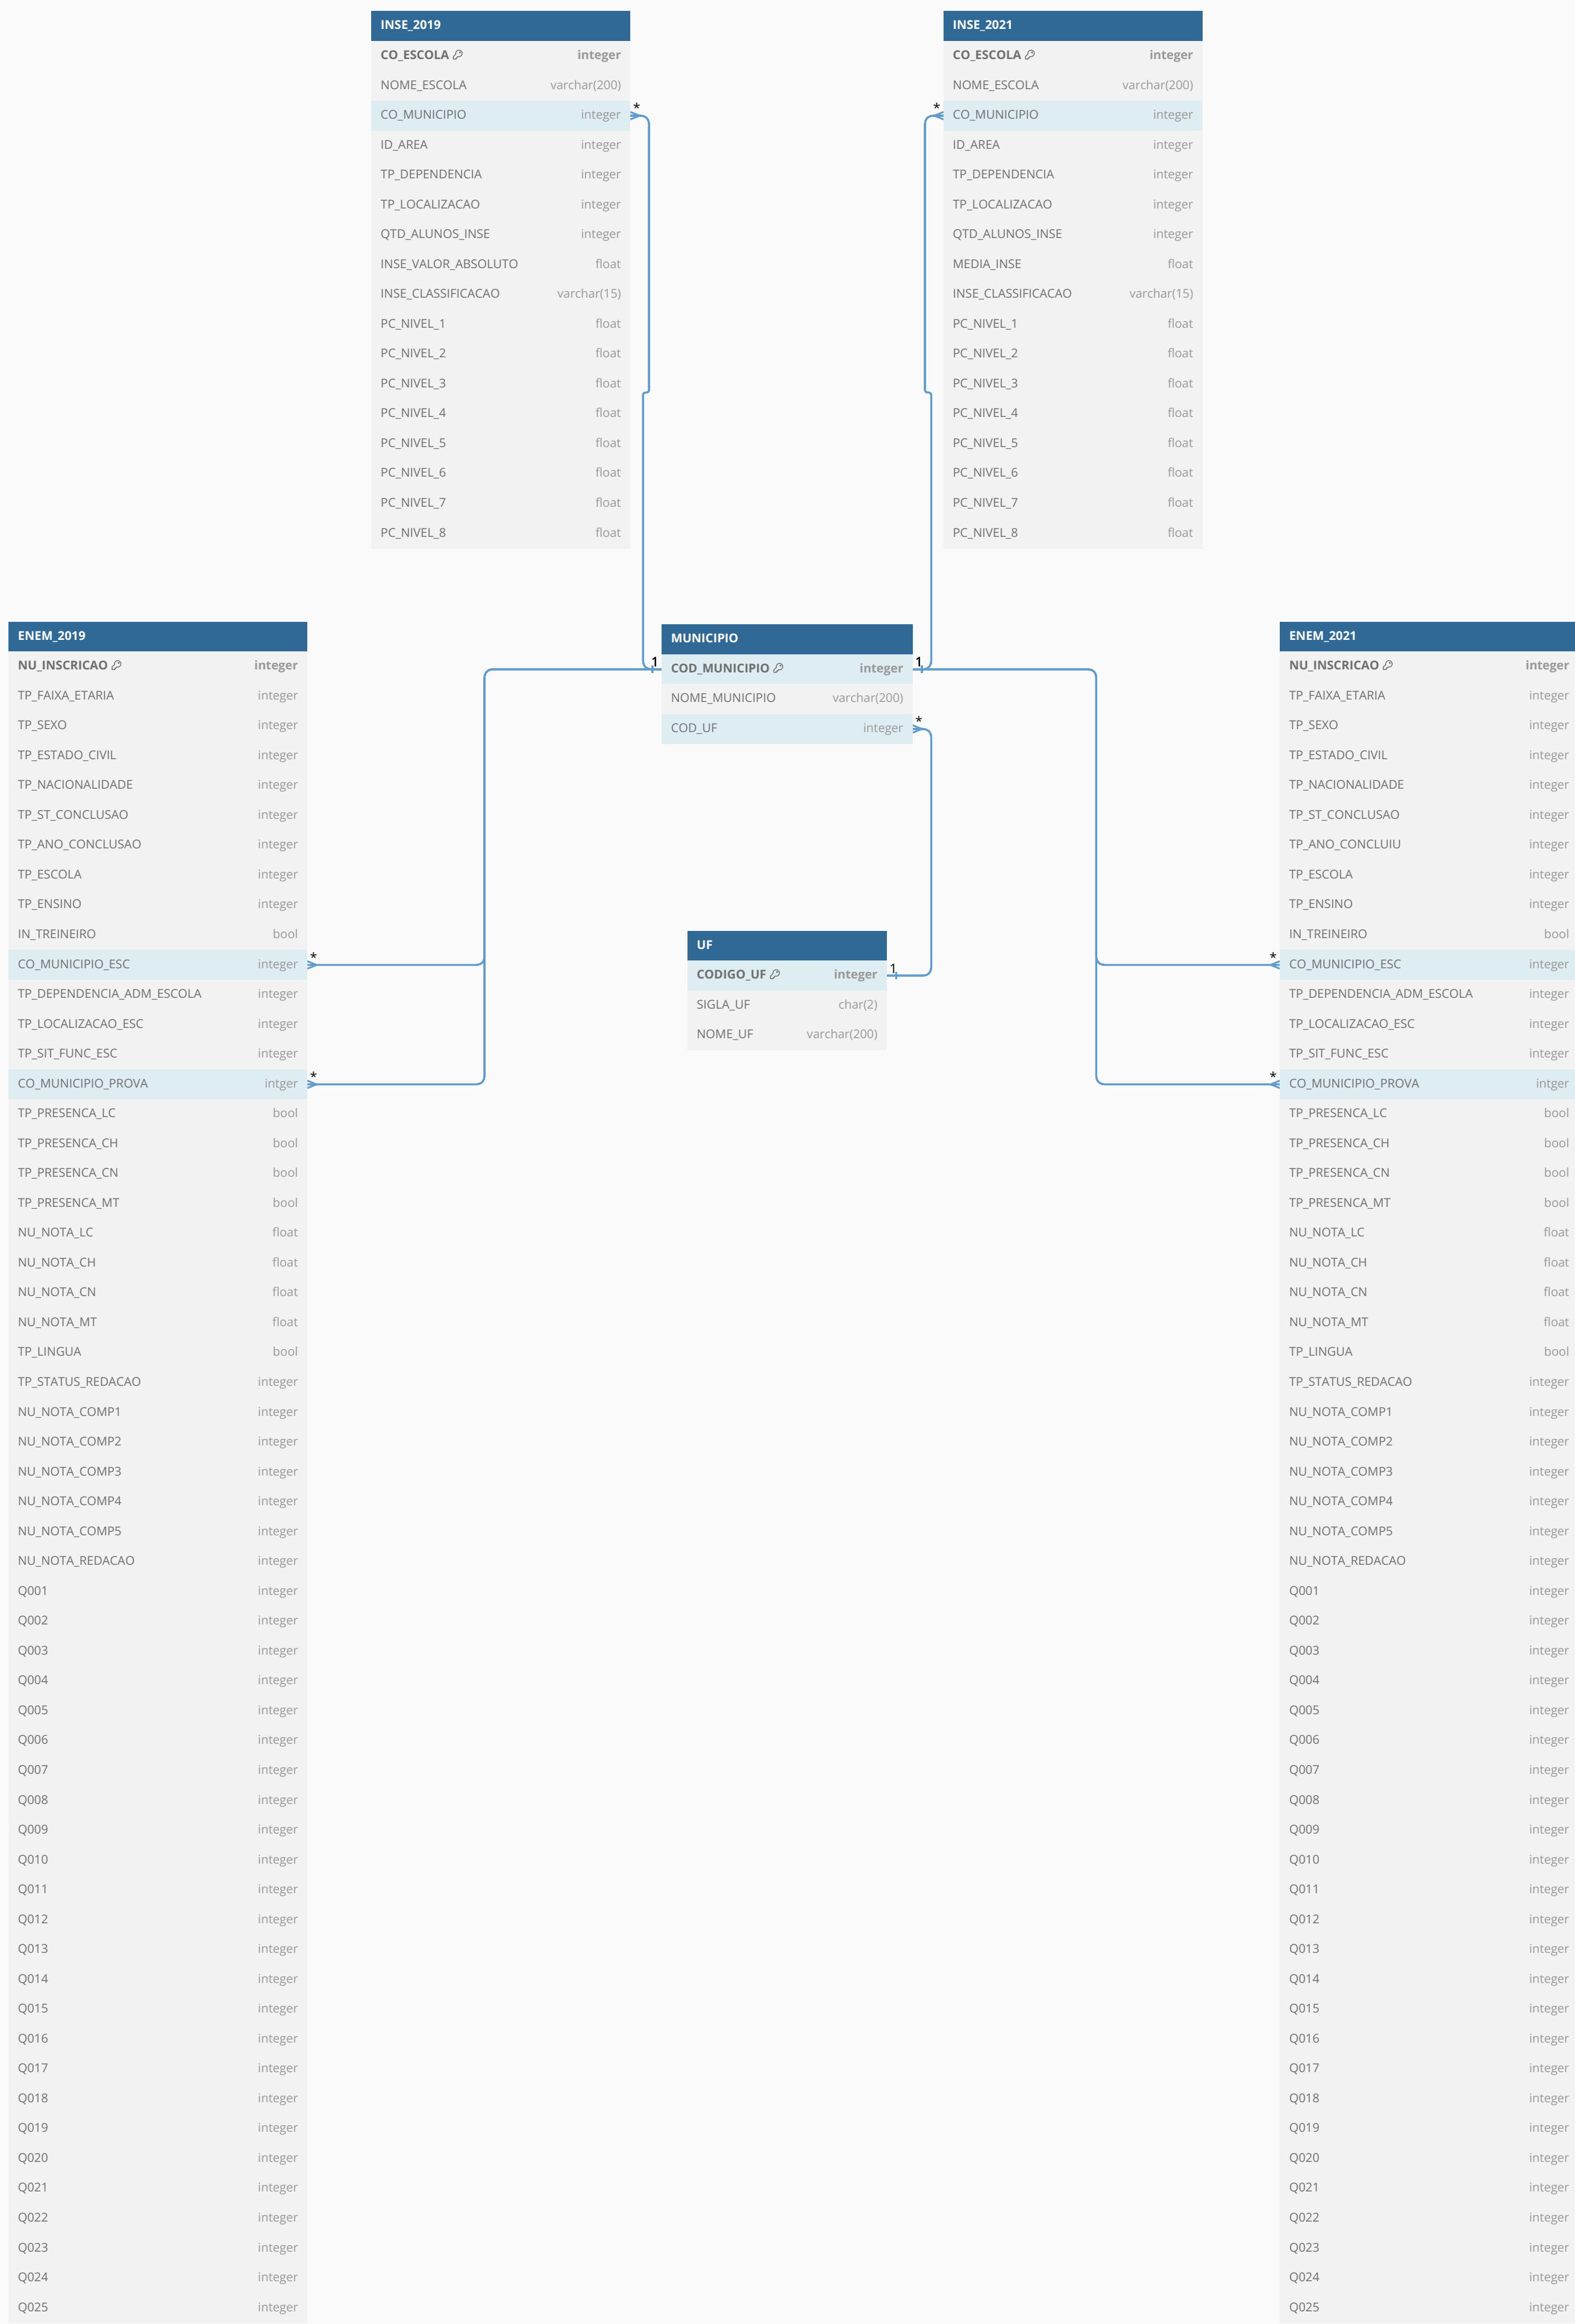 INSE_2019
CO_ESCOLA integer
NOME_ESCOLA varchar(200)
CO_MUNICIPIO integer
*
ID_AREA integer
TP_DEPENDENCIA integer
TP_LOCALIZACAO integer
QTD_ALUNOS_INSE integer
INSE_VALOR_ABSOLUTO float
INSE_CLASSIFICACAO varchar(15)
PC_NIVEL_1 float
PC_NIVEL_2 float
PC_NIVEL_3 float
PC_NIVEL_4 float
PC_NIVEL_5 float
PC_NIVEL_6 float
PC_NIVEL_7 float
PC_NIVEL_8 float
INSE_2021
CO_ESCOLA integer
NOME_ESCOLA varchar(200)
*
CO_MUNICIPIO integer
ID_AREA integer
TP_DEPENDENCIA integer
TP_LOCALIZACAO integer
QTD_ALUNOS_INSE integer
MEDIA_INSE float
INSE_CLASSIFICACAO varchar(15)
PC_NIVEL_1 float
PC_NIVEL_2 float
PC_NIVEL_3 float
PC_NIVEL_4 float
PC_NIVEL_5 float
PC_NIVEL_6 float
PC_NIVEL_7 float
PC_NIVEL_8 float
ENEM_2019
NU_INSCRICAO integer
TP_FAIXA_ETARIA integer
TP_SEXO integer
TP_ESTADO_CIVIL integer
TP_NACIONALIDADE integer
TP_ST_CONCLUSAO integer
TP_ANO_CONCLUSAO integer
TP_ESCOLA integer
TP_ENSINO integer
IN_TREINEIRO bool
CO_MUNICIPIO_ESC integer
*
TP_DEPENDENCIA_ADM_ESCOLA integer
TP_LOCALIZACAO_ESC integer
TP_SIT_FUNC_ESC integer
CO_MUNICIPIO_PROVA intger
*
TP_PRESENCA_LC bool
TP_PRESENCA_CH bool
TP_PRESENCA_CN bool
TP_PRESENCA_MT bool
NU_NOTA_LC float
NU_NOTA_CH float
NU_NOTA_CN float
NU_NOTA_MT float
TP_LINGUA bool
TP_STATUS_REDACAO integer
NU_NOTA_COMP1 integer
NU_NOTA_COMP2 integer
NU_NOTA_COMP3 integer
NU_NOTA_COMP4 integer
NU_NOTA_COMP5 integer
NU_NOTA_REDACAO integer
Q001 integer
Q002 integer
Q003 integer
Q004 integer
Q005 integer
Q006 integer
Q007 integer
Q008 integer
Q009 integer
Q010 integer
Q011 integer
Q012 integer
Q013 integer
Q014 integer
Q015 integer
Q016 integer
Q017 integer
Q018 integer
Q019 integer
Q020 integer
Q021 integer
Q022 integer
Q023 integer
Q024 integer
Q025 integer
MUNICIPIO
1
COD_MUNICIPIO integer
1
NOME_MUNICIPIO varchar(200)
COD_UF integer
*
UF
CODIGO_UF integer
1
SIGLA_UF char(2)
NOME_UF varchar(200)
ENEM_2021
NU_INSCRICAO integer
TP_FAIXA_ETARIA integer
TP_SEXO integer
TP_ESTADO_CIVIL integer
TP_NACIONALIDADE integer
TP_ST_CONCLUSAO integer
TP_ANO_CONCLUIU integer
TP_ESCOLA integer
TP_ENSINO integer
IN_TREINEIRO bool
*
CO_MUNICIPIO_ESC integer
TP_DEPENDENCIA_ADM_ESCOLA integer
TP_LOCALIZACAO_ESC integer
TP_SIT_FUNC_ESC integer
*
CO_MUNICIPIO_PROVA intger
TP_PRESENCA_LC bool
TP_PRESENCA_CH bool
TP_PRESENCA_CN bool
TP_PRESENCA_MT bool
NU_NOTA_LC float
NU_NOTA_CH float
NU_NOTA_CN float
NU_NOTA_MT float
TP_LINGUA bool
TP_STATUS_REDACAO integer
NU_NOTA_COMP1 integer
NU_NOTA_COMP2 integer
NU_NOTA_COMP3 integer
NU_NOTA_COMP4 integer
NU_NOTA_COMP5 integer
NU_NOTA_REDACAO integer
Q001 integer
Q002 integer
Q003 integer
Q004 integer
Q005 integer
Q006 integer
Q007 integer
Q008 integer
Q009 integer
Q010 integer
Q011 integer
Q012 integer
Q013 integer
Q014 integer
Q015 integer
Q016 integer
Q017 integer
Q018 integer
Q019 integer
Q020 integer
Q021 integer
Q022 integer
Q023 integer
Q024 integer
Q025 integer